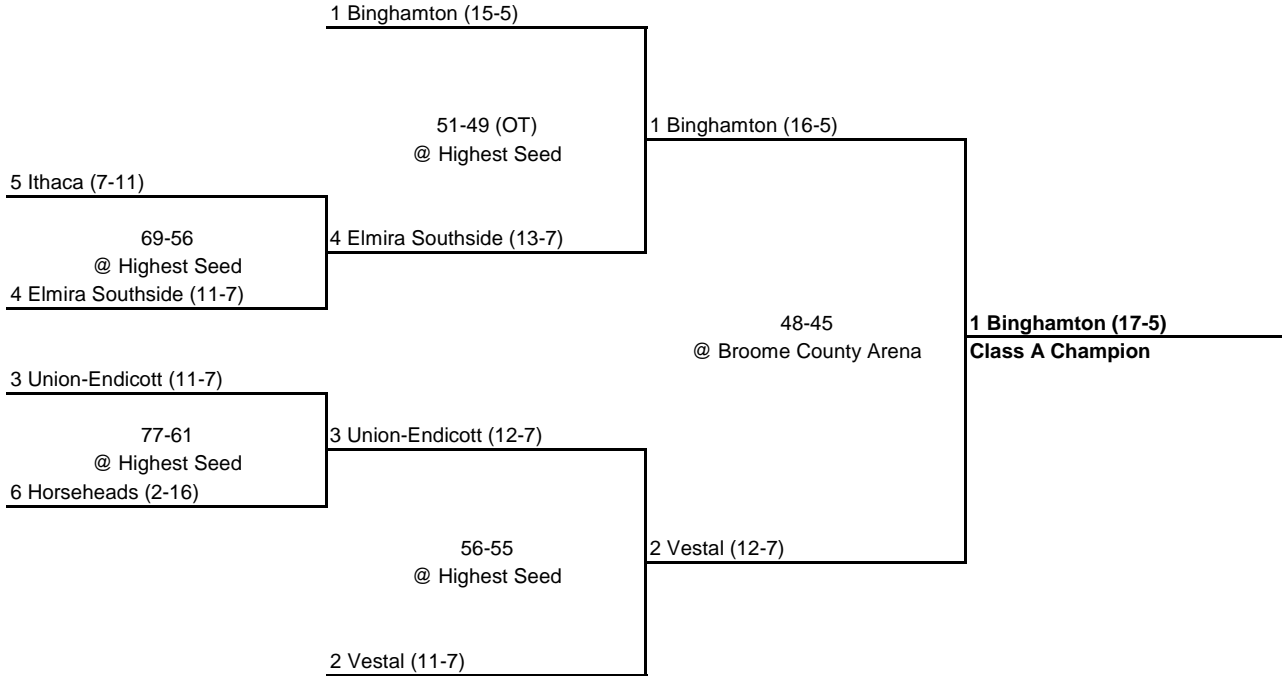 1 Binghamton (15-5)
51-49 (OT)
@ Highest Seed
1 Binghamton (16-5)
5 Ithaca (7-11)
69-56
@ Highest Seed
4 Elmira Southside (13-7)
4 Elmira Southside (11-7)
48-45
@ Broome County Arena
1 Binghamton (17-5)
Class A Champion
3 Union-Endicott (11-7)
77-61
@ Highest Seed
3 Union-Endicott (12-7)
6 Horseheads (2-16)
56-55
@ Highest Seed
2 Vestal (12-7)
2 Vestal (11-7)